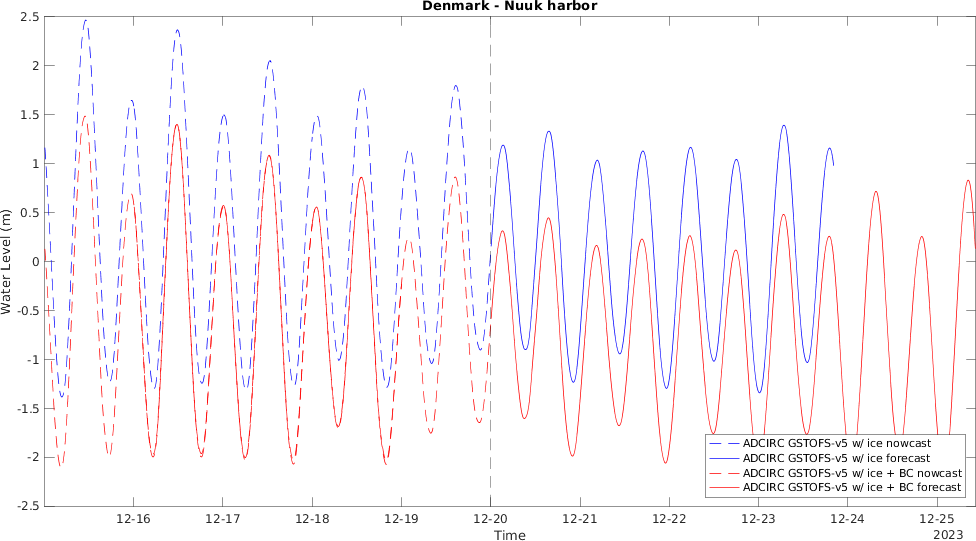 Denmark - Nuuk harbor
2.5
2
1.5
1
0.5
0
-0.5
-1
-1.5
-2
-2.5
Water Level (m)
ADCIRC GSTOFS-v5 w/ ice nowcast
ADCIRC GSTOFS-v5 w/ ice forecast
ADCIRC GSTOFS-v5 w/ ice + BC nowcast
ADCIRC GSTOFS-v5 w/ ice + BC forecast
12-16 12-17 12-18 12-19 12-20 12-21 12-22 12-23 12-24 12-25
Time
2023